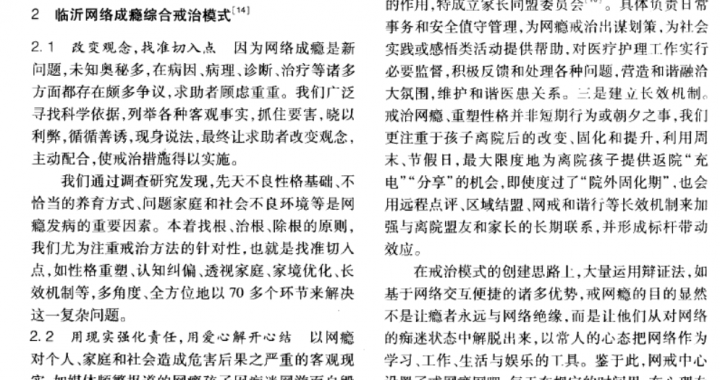 2 临沂网络成瘾综合戒治模式[14]
2.1 改变观念,找准切入点 因为网络成瘾是新
问题,未知奥秘多,在病因、病理、诊断、治疗等诸多
方面都存在颇多争议,求助者顾虑重重。我们广泛
寻找科学依据,列举各种客观事实,抓住要害,晓以
利弊,循循善诱,现身说法,最终让求助者改变观念,
主动配合,使戒治措施得以实施。
我们通过调查研究发现,先天不良性格基础、不
恰当的养育方式、问题家庭和社会不良环境等是网
瘾发病的重要因素。本着找根、治根、除根的原则,
我们尤为注重戒治方法的针对性,也就是找准切入
点,如性格重塑、认知纠偏、透视家庭、家境优化、长
效机制等,多角度、全方位地以 70 多个环节来解决
这一复杂问题。
2.2 用现实强化责任,用爱心解开心结 以网瘾
对个人、家庭和社会造成危害后果之严重的客观现
的作用,特成立家长同盟委员会
。具体负责日常
事务和安全值守管理,为网瘾戒治出谋划策,为社会
实践或感悟类活动提供帮助,对医疗护理工作实行
必要监督,积极反馈和处理各种问题,营造和谐融洽
大氛围,维护和谐医患关系。三是建立长效机制。
戒治网瘾、重塑性格并非短期行为或朝夕之事,我们
更注重于孩子离院后的改变、固化和提升,利用周
末、节假日,最大限度地为离院孩子提供返院“充
电”“分享”的机会,即使度过了“院外固化期”,也会
用远程点评、区域结盟、网戒和谐行等长效机制来加
强与离院盟友和家长的长期联系,并形成标杆带动
效应。
在戒治模式的创建思路上,大量运用辩证法,如
基于网络交互便捷的诸多优势,戒网瘾的目的显然
不是让瘾者永远与网络绝缘,而是让他们从对网络
的痴迷状态中解脱出来,以常人的心态把网络作为
学习、工作、生活与娱乐的工具。鉴于此,网戒中心